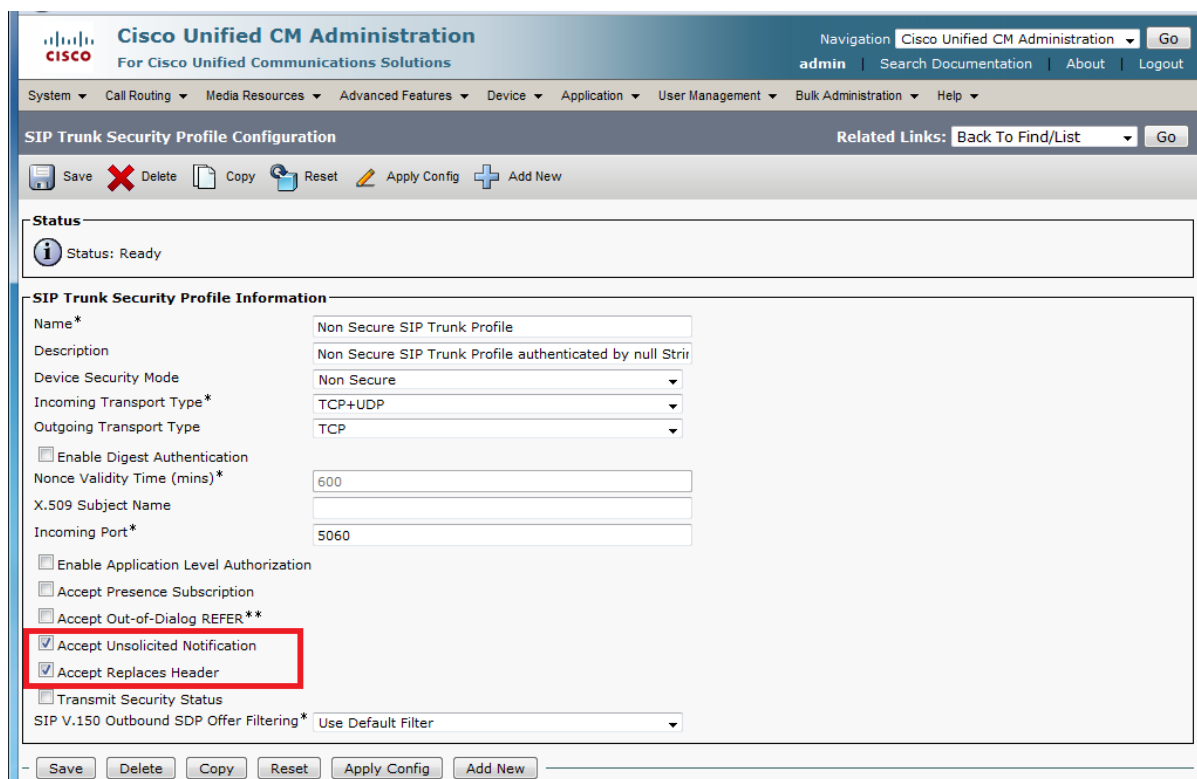 Cisco Unified CM Administration
CISCO
For Cisco Unified Communications Solutions
Navigation Cisco Unified CM Administration Go
admin | Search Documentation | About | Logout
System Call Routing Media Resources Advanced Features Device Application User Management Bulk Administration Help
SIP Trunk Security Profile Configuration
Related Links: Back To Find/List Go
Save Delete Copy Reset Apply Config Add New
Status
i Status: Ready
SIP Trunk Security Profile Information
Name* Non Secure SIP Trunk Profile
Description Non Secure SIP Trunk Profile authenticated by null Strin
Device Security Mode Non Secure
Incoming Transport Type* TCP+UDP
Outgoing Transport Type TCP
Enable Digest Authentication
Nonce Validity Time (mins)* 600
X.509 Subject Name
Incoming Port* 5060
Enable Application Level Authorization
Accept Presence Subscription
Accept Out-of-Dialog REFER**
Accept Unsolicited Notification
Accept Replaces Header
Transmit Security Status
SIP V.150 Outbound SDP Offer Filtering* Use Default Filter
Save Delete Copy Reset Apply Config Add New